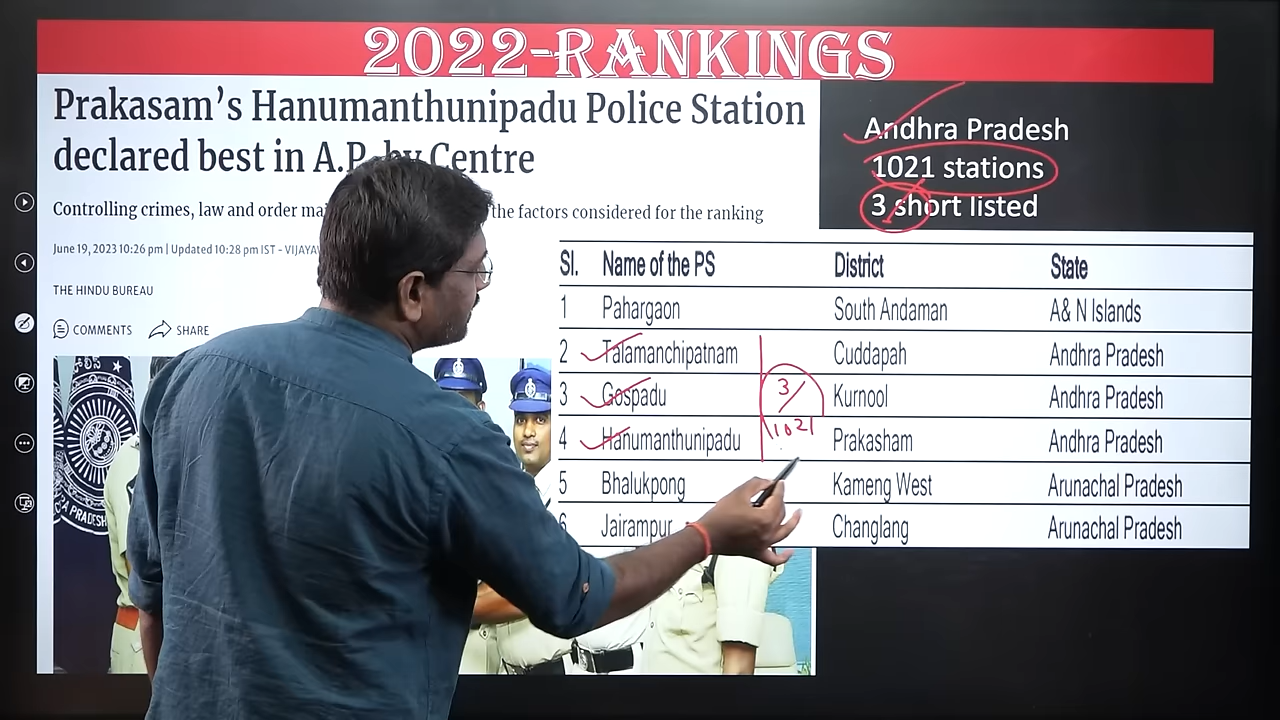 2022-RANKINGS
Prakasam’s Hanumanthunipadu Police Station
declared best in A.P. by Centre
Controlling crimes, law and order the factors considered for the ranking
June 19, 2023 10:26 pm | Updated 10:28 pm IST -
THE HINDU BUREAU
COMMENTS SHARE
Andhra Pradesh
1021 stations
3 short listed
Sl. Name of the PS District State
1 Pahargaon South Andaman A& N Islands
2 Talamanchipatnam Cuddapah Andhra Pradesh
3 Gospadu Kurnool Andhra Pradesh
4 Hanumanthunipadu Prakasham Andhra Pradesh
5 Bhalukpong Kameng West Arunachal Pradesh
6 Jairampur Changlang Arunachal Pradesh
3/
1021